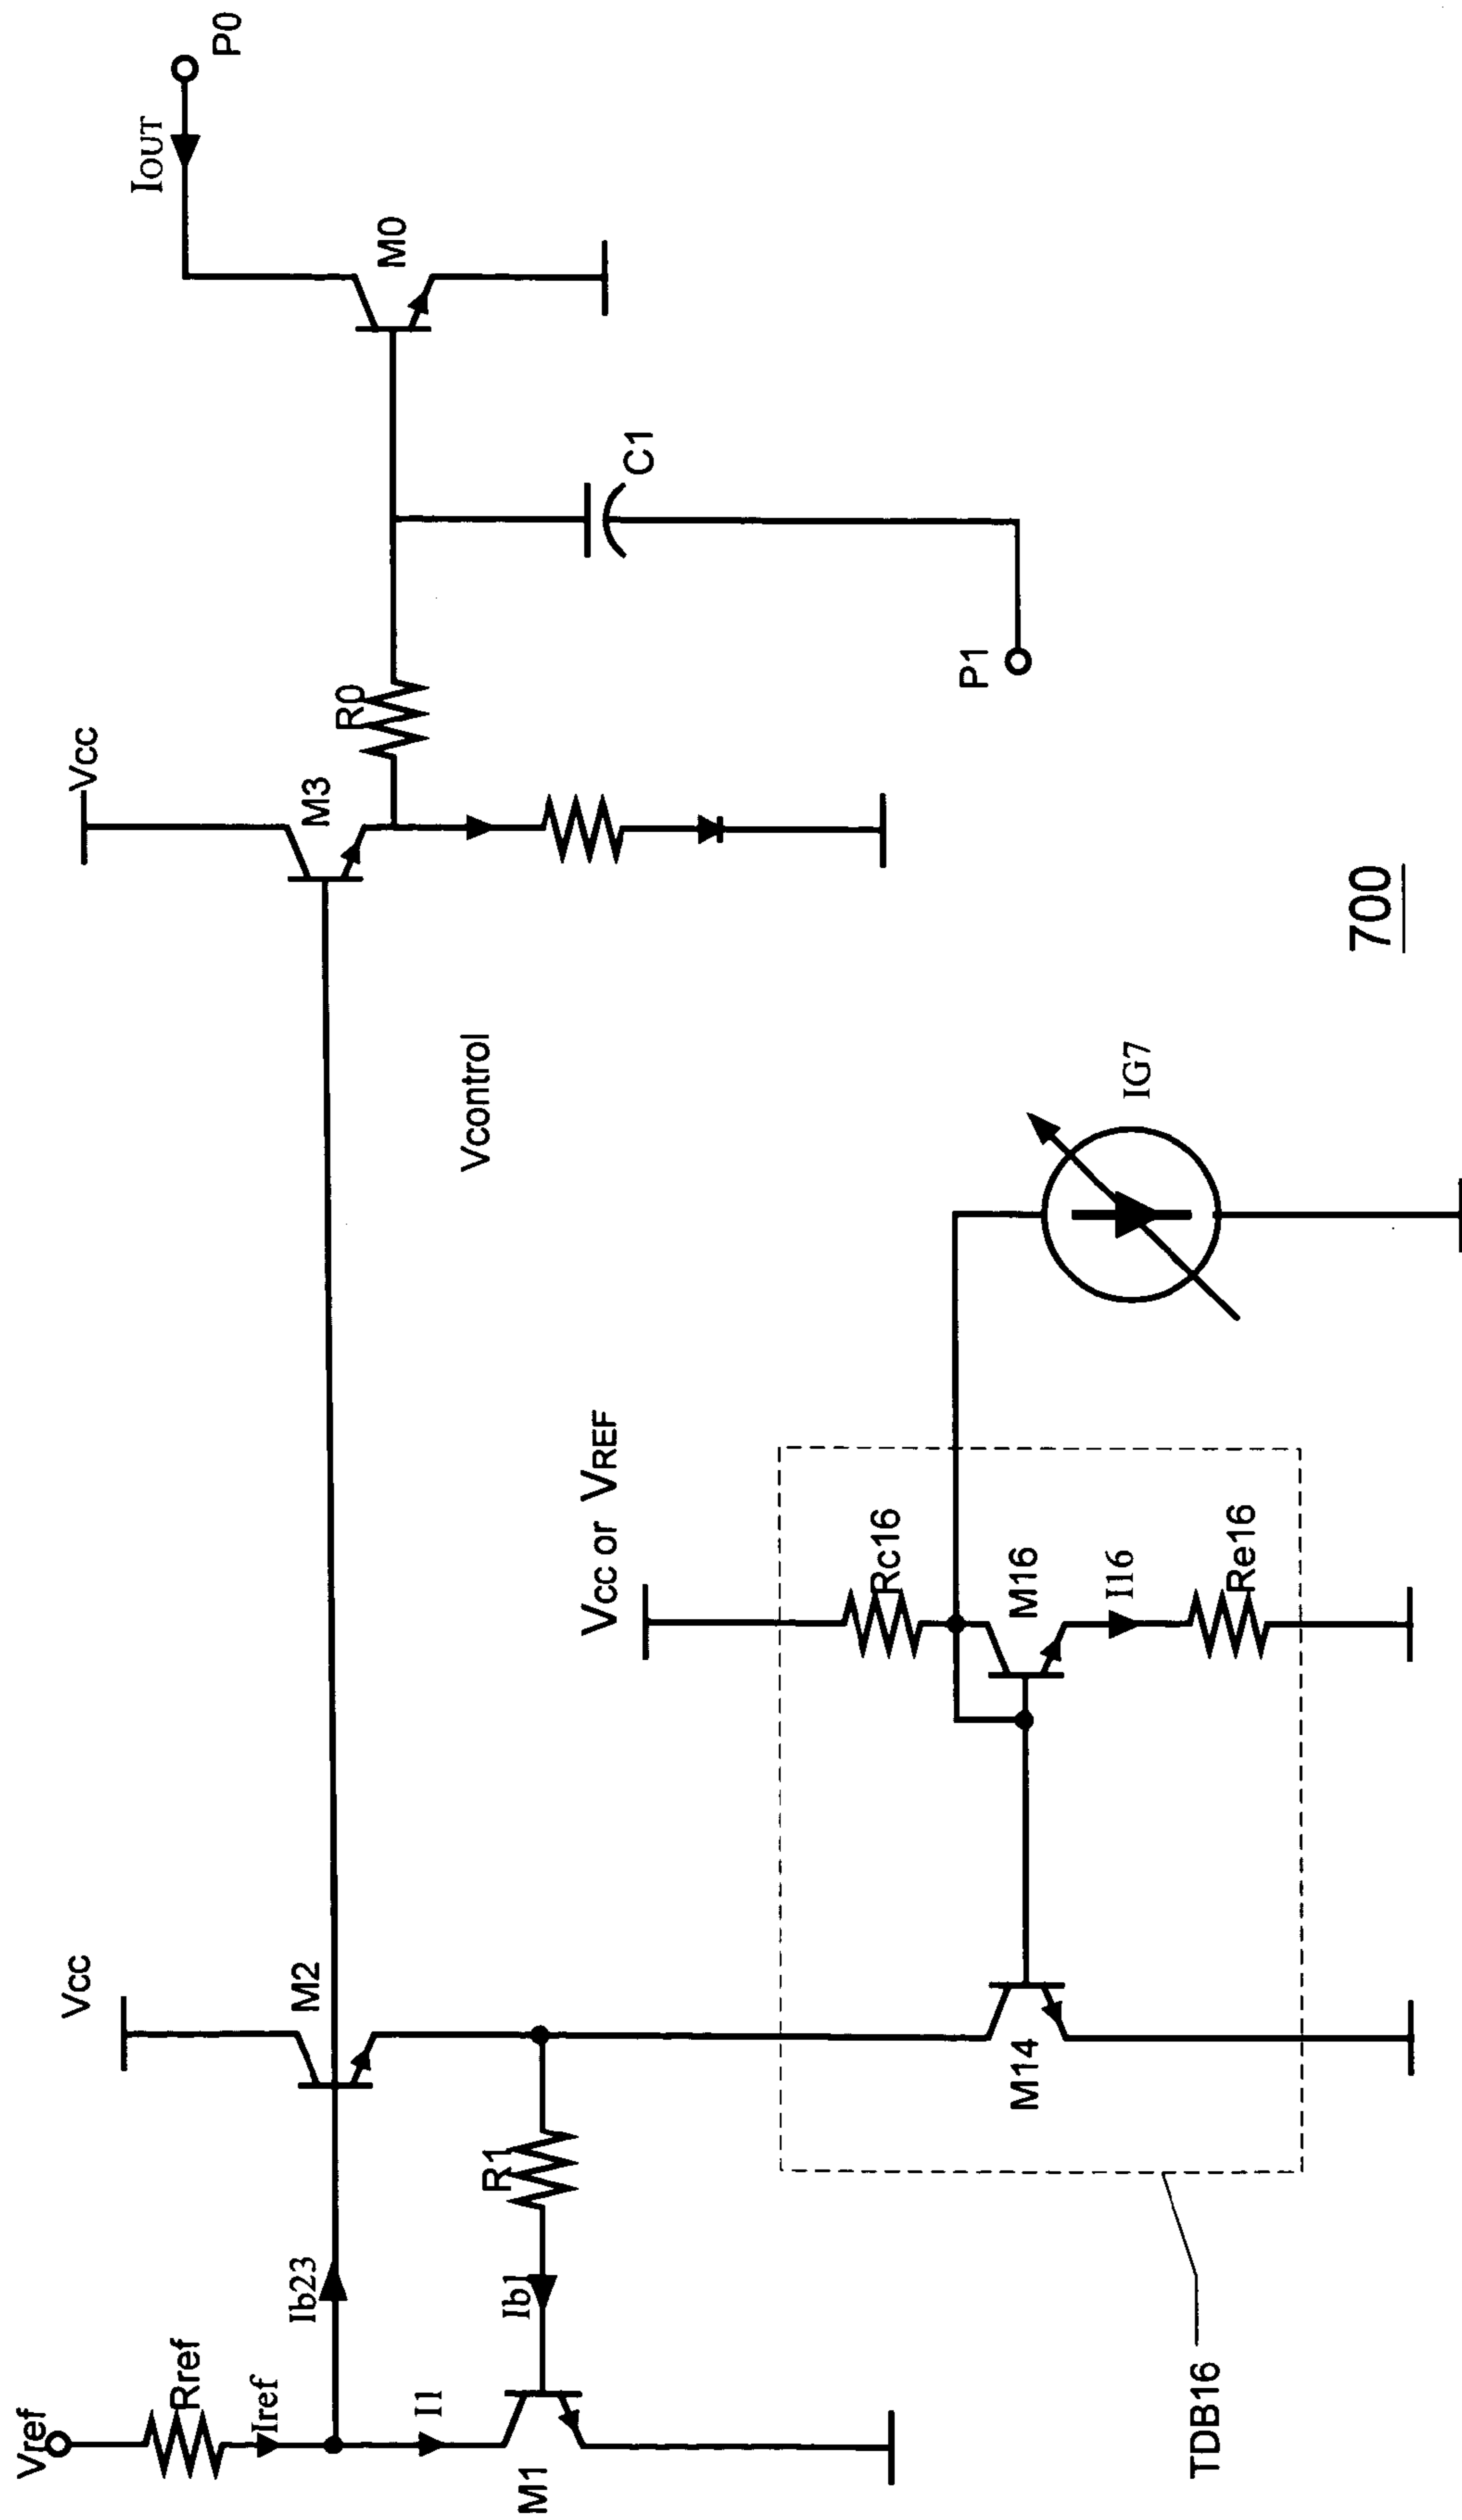 Vref
Rref
Iref
I1
M1
Ib23
Ib1
R1
Vcc
M2
M14
TDB16
Vcc or VREF
Rc16
M16
I16
Re16
IG7
Vcontrol
Vcc
M3
R0
P1
C1
M0
IOUT
P0
700